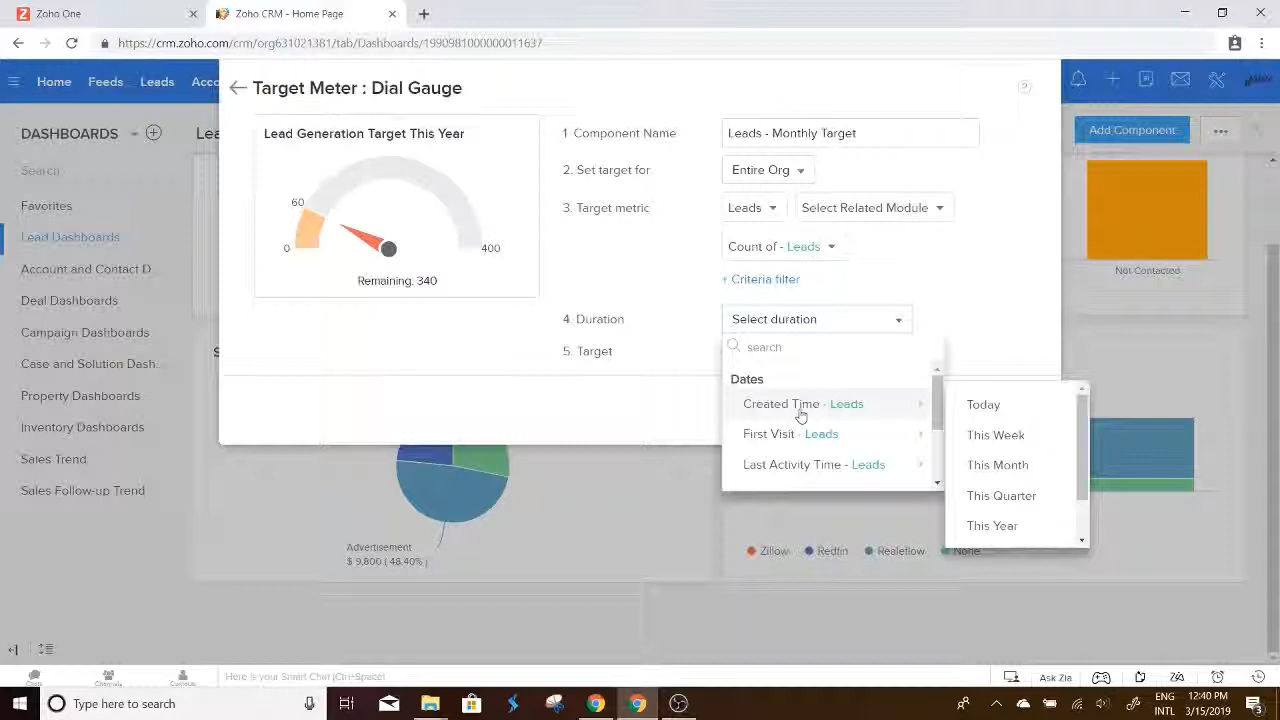 Zoho One
Zoho CRM - Home Page
https://crm.zoho.com/crm/org631021381/tab/Dashboards/1990981000000011637
Home Feeds Leads Acco
DASHBOARDS
Lea
Add Component
Search
Favorites
Lead Dashboards
Account and Contact D
Deal Dashboards
Campaign Dashboards
Case and Solution Dash..
Property Dashboards
Inventory Dashboards
Sales Trend
Sales Follow-up Trend
Target Meter : Dial Gauge
Lead Generation Target This Year
60
0
400
Remaining: 340
1 Component Name
Leads - Monthly Target
2. Set target for
Entire Org
3. Target metric
Leads
Select Related Module
Count of - Leads
+ Criteria filter
4. Duration
Select duration
5. Target
search
Dates
Created Time - Leads
First Visit - Leads
Last Activity Time - Leads
Today
This Week
This Month
This Quarter
This Year
Not Contacted
Advertisement
$ 9,800 ( 48.40% )
Zillow Redfin Realeflow None
Chats Channels Contacts
Here is your Smart Chat (Ctrl+Space)
Ask Zia
Type here to search
ENG
INTL
12:40 PM
3/15/2019
3